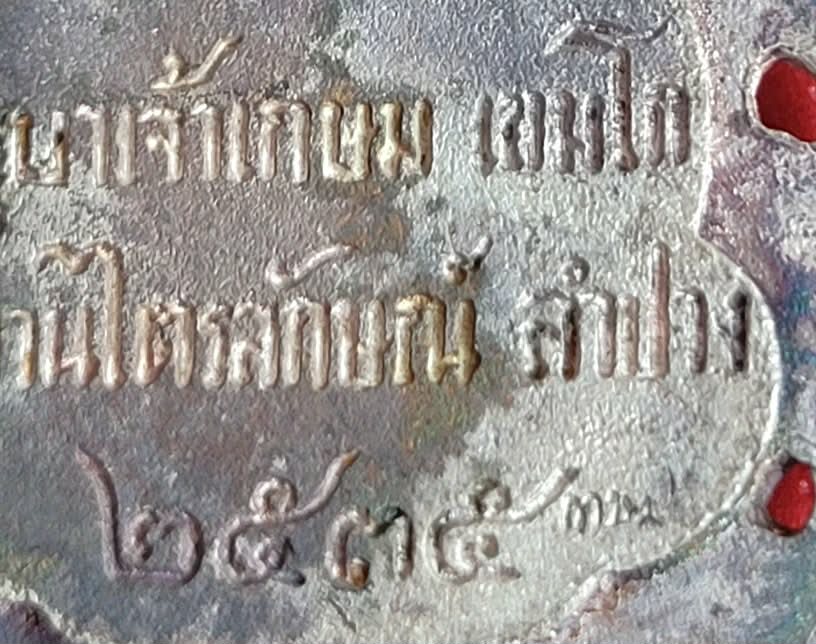 บาเจ้าเกษม เขมโก
านไตรลักษณ์ ลำปาง
๒๕๓๕